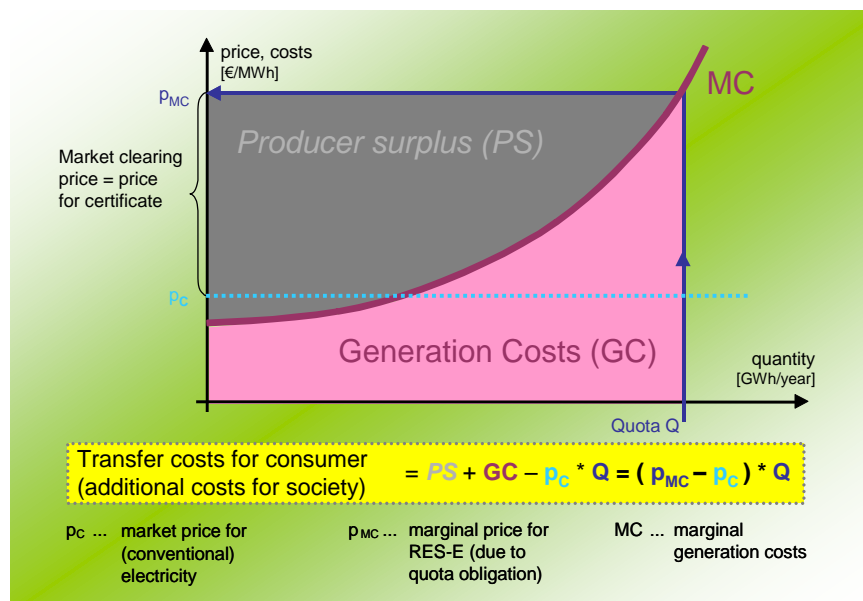 price, costs
[€/MWh]
MC
pMC
Producer surplus (PS)
Market clearing
price = price
for certificate
pC
Generation Costs (GC)
quantity
[GWh/year]
Quota Q
Transfer costs for consumer
(additional costs for society)
= PS + GC – pC * Q = ( pMC – pC ) * Q
pC ... market price for
(conventional)
electricity
pMC ... marginal price for
RES-E (due to
quota obligation)
MC ... marginal
generation costs